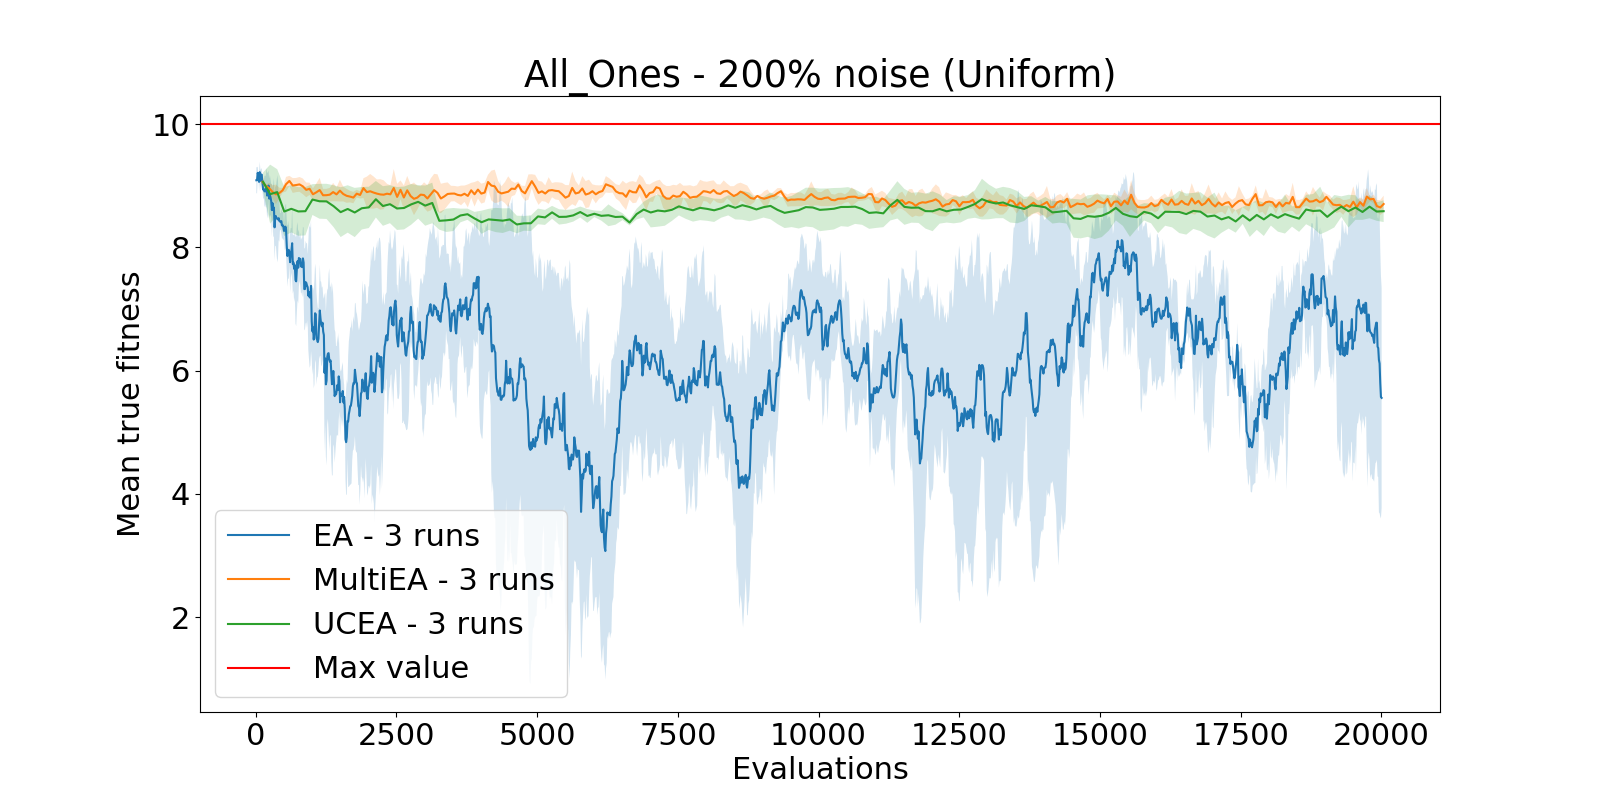 All_Ones - 200% noise (Uniform)
Mean true fitness
10
8
6
4
2
EA - 3 runs
MultiEA - 3 runs
UCEA - 3 runs
Max value
0 2500 5000 7500 10000 12500 15000 17500 20000
Evaluations